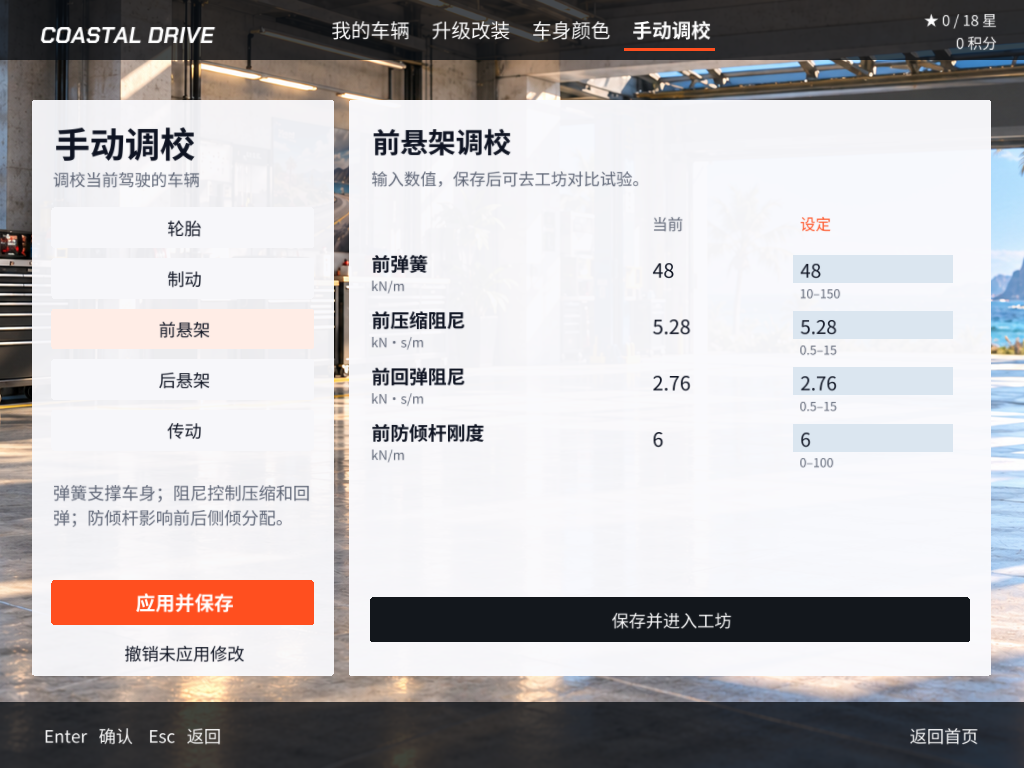 COASTAL DRIVE
我的车辆
升级改装
车身颜色
手动调校
★ 0 / 18 星
0 积分
手动调校
调校当前驾驶的车辆
轮胎
制动
前悬架
后悬架
传动
弹簧支撑车身；阻尼控制压缩和回
弹；防倾杆影响前后侧倾分配。
应用并保存
撤销未应用修改
前悬架调校
输入数值，保存后可去工坊对比试验。
当前
设定
前弹簧
kN/m
48
48
10–150
前压缩阻尼
kN·s/m
5.28
5.28
0.5–15
前回弹阻尼
kN·s/m
2.76
2.76
0.5–15
前防倾杆刚度
kN/m
6
6
0–100
保存并进入工坊
Enter 确认 Esc 返回
返回首页